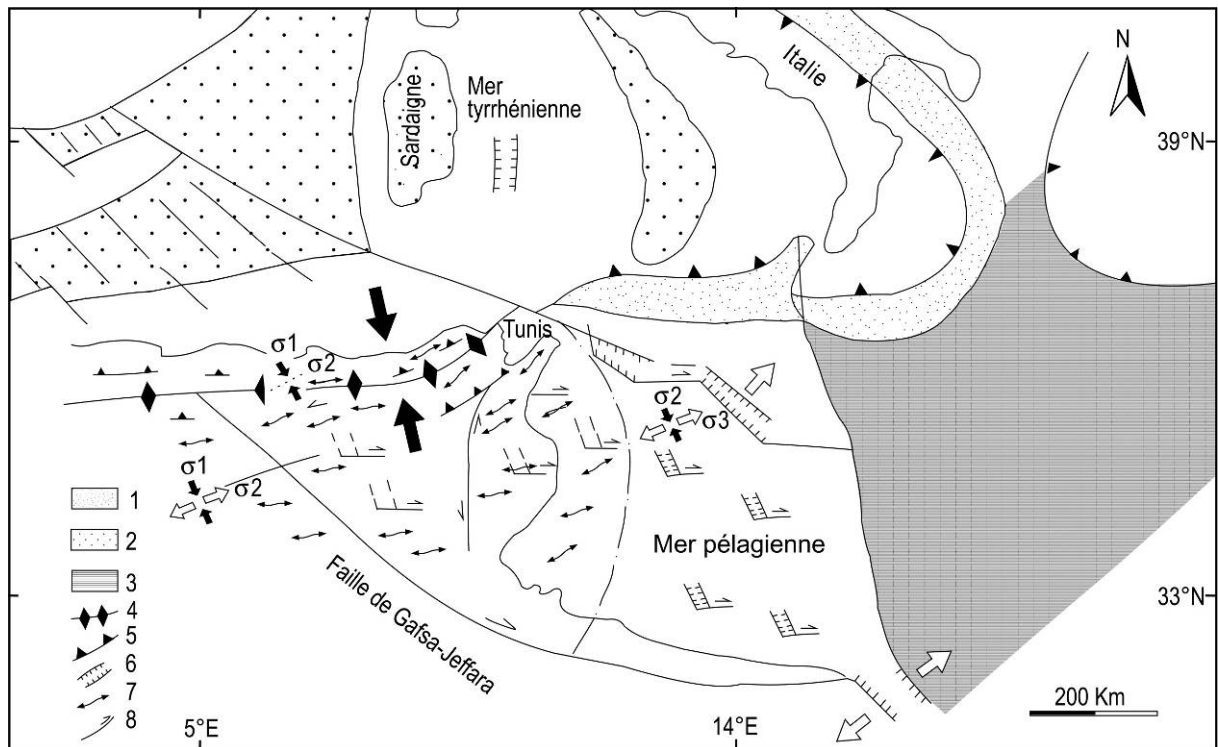 N
Italie
Mer
tyrrhénienne
Sardaigne
39°N
Tunis
σ1
σ2
σ2
σ3
σ1
σ2
Mer pélagienne
Faille de Gafsa-Jeffara
33°N
1
2
3
4
5
6
7
8
5°E
14°E
200 Km